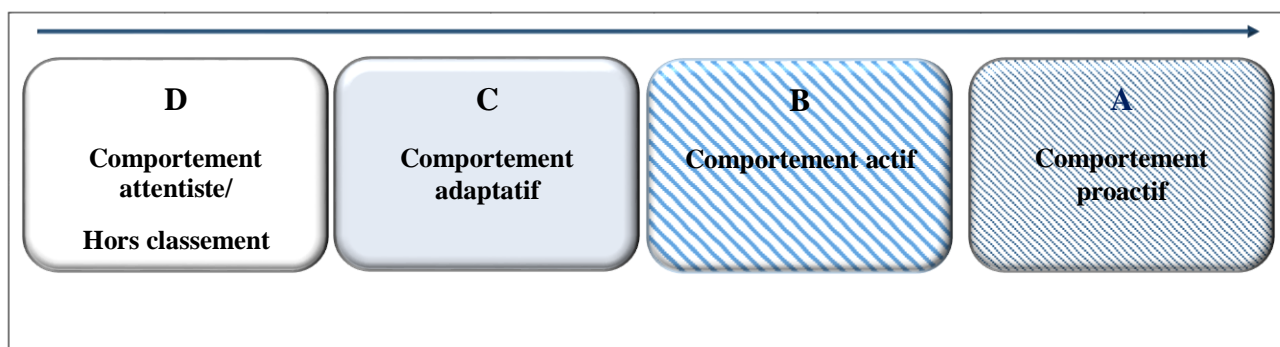 D
Comportement
attentiste/
Hors classement
C
Comportement
adaptatif
B
Comportement actif
A
Comportement
proactif